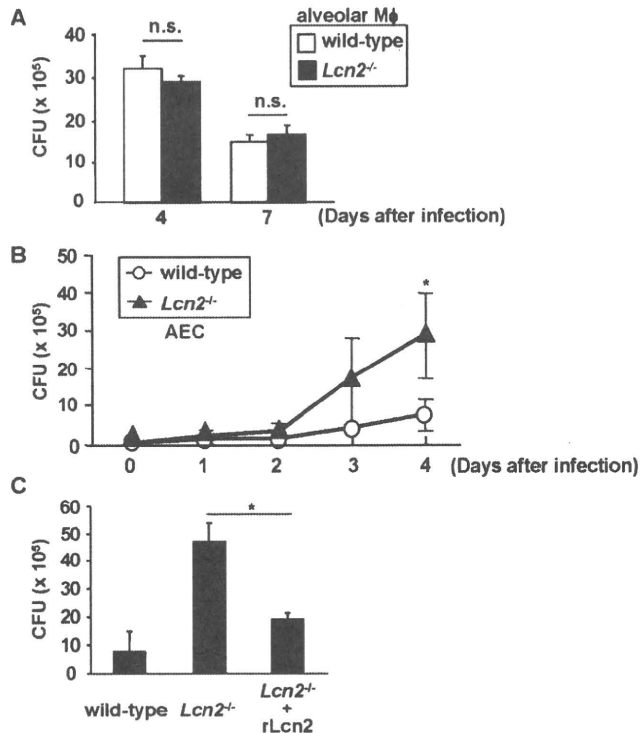 A
alveolar Mϕ
wild-type
Lcn2-/-
n.s.
n.s.
CFU (x 10⁵)
40
30
20
10
0
4
7
(Days after infection)
B
wild-type
Lcn2-/-
AEC
*
CFU (x 10⁵)
50
40
30
20
10
0
0
1
2
3
4
(Days after infection)
C
*
CFU (x 10⁵)
60
50
40
30
20
10
0
wild-type
Lcn2-/-
Lcn2-/-
+
rLcn2